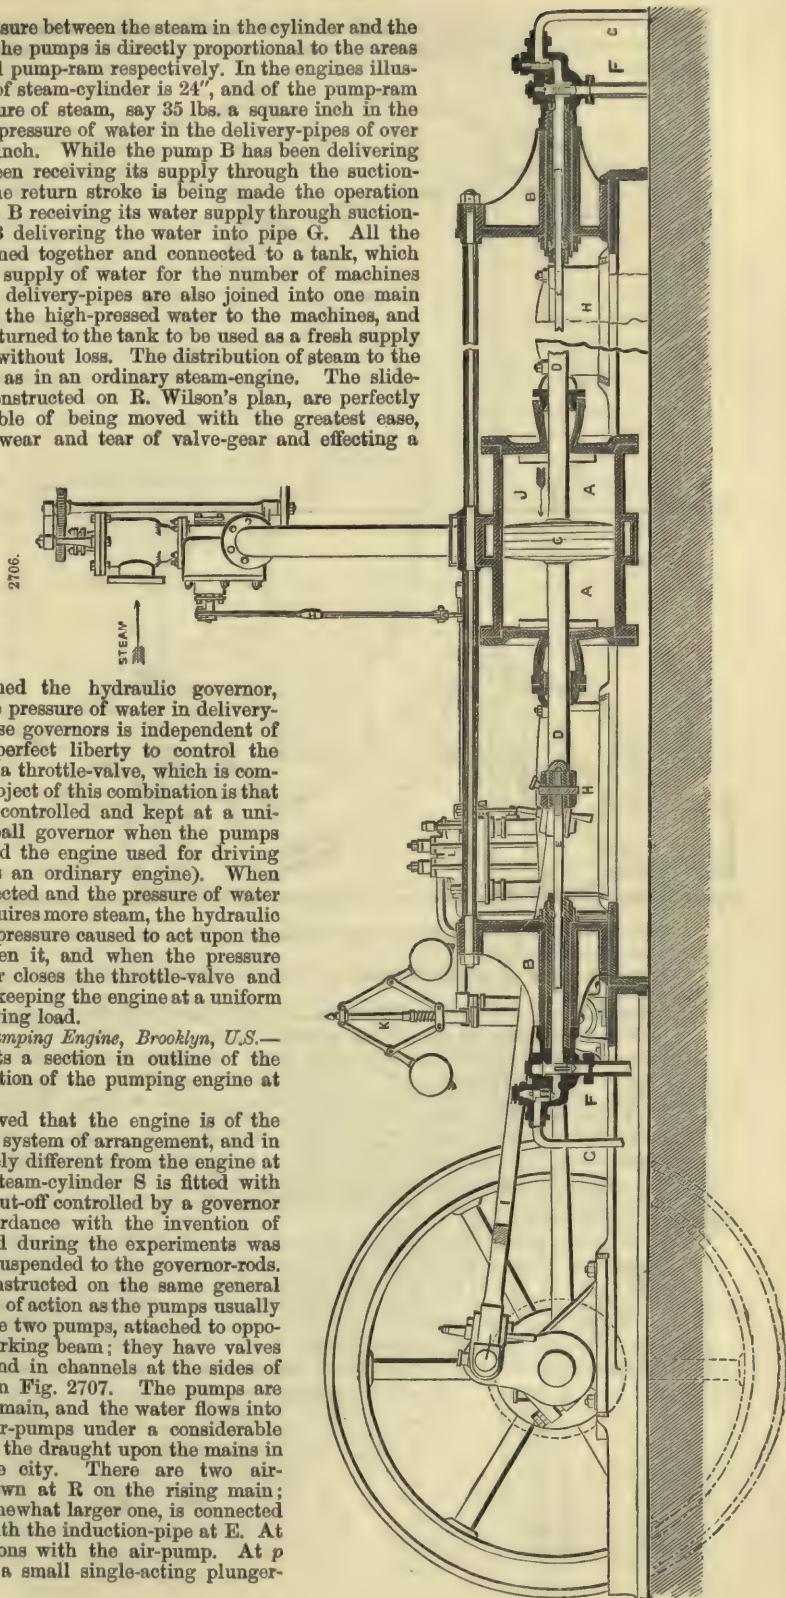 sure between the steam in the cylinder and the
he pumps is directly proportional to the areas
l pump-ram respectively. In the engines illus-
of steam-cylinder is 24″, and of the pump-ram
ure of steam, say 35 lbs. a square inch in the
pressure of water in the delivery-pipes of over
nch. While the pump B has been delivering
een receiving its supply through the suction-
ne return stroke is being made the operation
B receiving its water supply through suction-
B delivering the water into pipe G. All the
ned together and connected to a tank, which
supply of water for the number of machines
delivery-pipes are also joined into one main
the high-pressed water to the machines, and
turned to the tank to be used as a fresh supply
without loss. The distribution of steam to the
as in an ordinary steam-engine. The slide-
onstructed on R. Wilson's plan, are perfectly
ble of being moved with the greatest ease,
wear and tear of valve-gear and effecting a
2706.
STEAM
ned the hydraulic governor,
pressure of water in delivery-
se governors is independent of
perfect liberty to control the
a throttle-valve, which is com-
bject of this combination is that
controlled and kept at a uni-
ball governor when the pumps
d the engine used for driving
s an ordinary engine). When
cted and the pressure of water
uires more steam, the hydraulic
pressure caused to act upon the
en it, and when the pressure
r closes the throttle-valve and
keeping the engine at a uniform
ing load.
mping Engine, Brooklyn, U.S.—
ts a section in outline of the
tion of the pumping engine at
ved that the engine is of the
system of arrangement, and in
ly different from the engine at
team-cylinder S is fitted with
ut-off controlled by a governor
rdance with the invention of
d during the experiments was
uspended to the governor-rods.
nstructed on the same general
of action as the pumps usually
e two pumps, attached to oppo-
rking beam; they have valves
nd in channels at the sides of
n Fig. 2707. The pumps are
main, and the water flows into
ir-pumps under a considerable
the draught upon the mains in
e city. There are two air-
wn at R on the rising main;
mewhat larger one, is connected
th the induction-pipe at E. At
ons with the air-pump. At p
a small single-acting plunger-
G
F
B
H
D
J
A
C
A
D
H
E
L
B
K
F
G
I